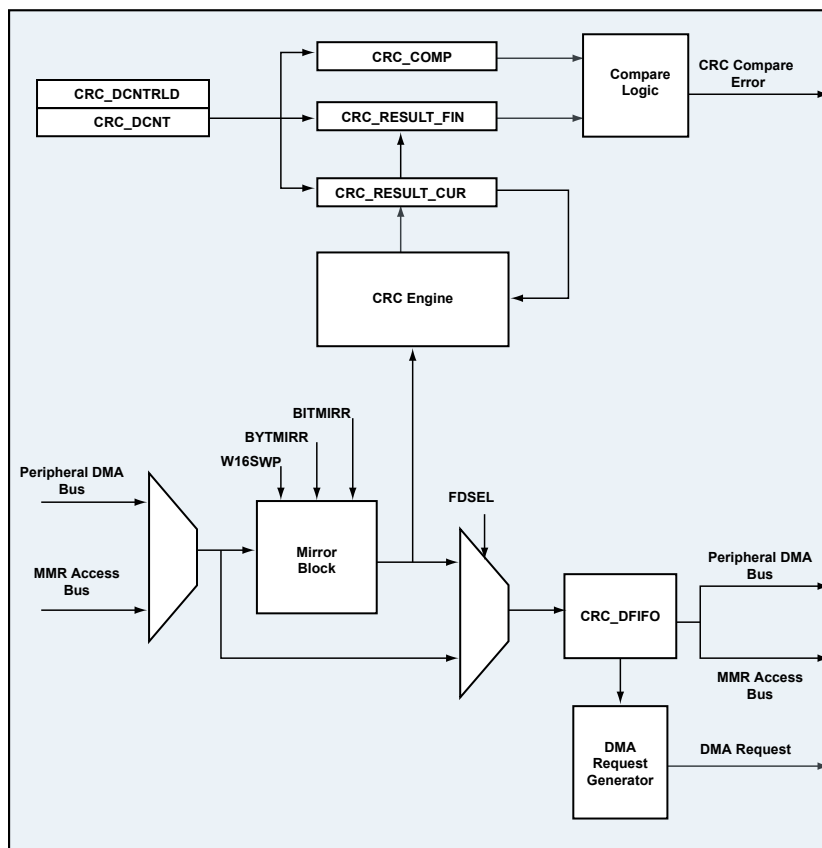 CRC_COMP
CRC_DCNTRLD
CRC_DCNT
CRC_RESULT_FIN
CRC_RESULT_CUR
Compare
Logic
CRC Compare
Error
CRC Engine
BITMIRR
BYTMIRR
W16SWP
Peripheral DMA
Bus
MMR Access
Bus
Mirror
Block
FDSEL
CRC_DFIFO
Peripheral DMA
Bus
MMR Access
Bus
DMA
Request
Generator
DMA Request